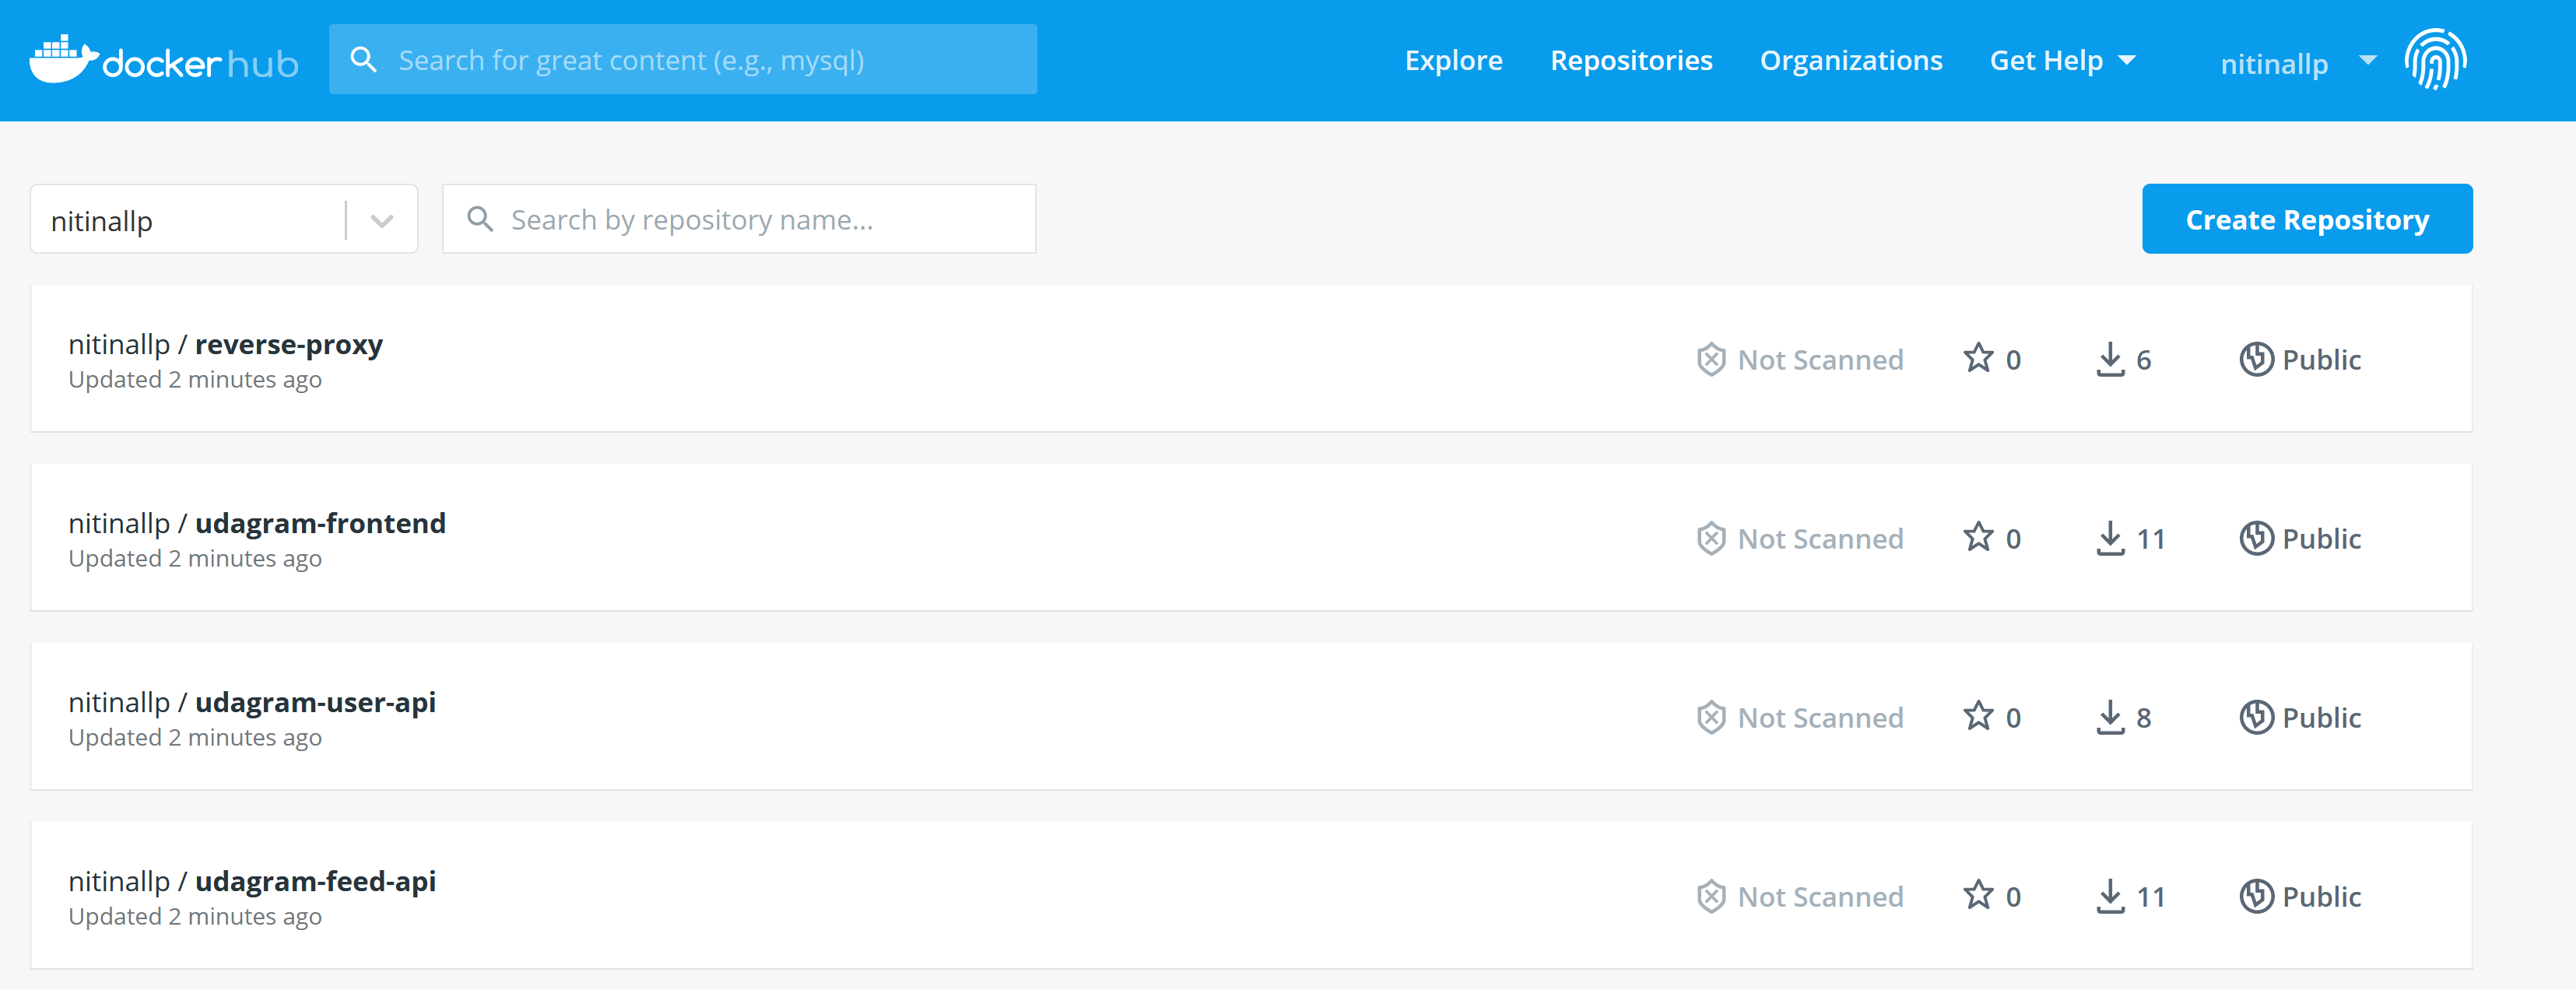 docker hub
Search for great content (e.g., mysql)
Explore Repositories Organizations Get Help nitinallp
nitinallp
Search by repository name...
Create Repository
nitinallp / reverse-proxy
Updated 2 minutes ago
Not Scanned 0 6 Public
nitinallp / udagram-frontend
Updated 2 minutes ago
Not Scanned 0 11 Public
nitinallp / udagram-user-api
Updated 2 minutes ago
Not Scanned 0 8 Public
nitinallp / udagram-feed-api
Updated 2 minutes ago
Not Scanned 0 11 Public